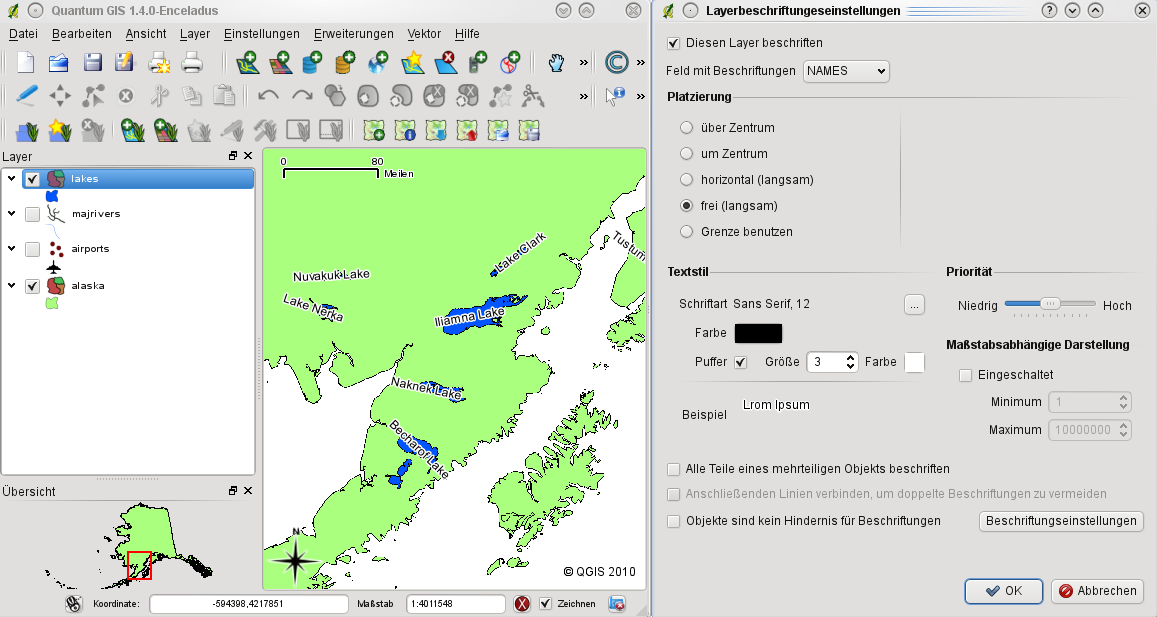 Quantum GIS 1.4.0-Enceladus
Datei Bearbeiten Ansicht Layer Einstellungen Erweiterungen Vektor Hilfe
Layer
lakes
majrivers
airports
alaska
Übersicht
0 80
Meilen
Lake Clark
Tustum
Nuvakuk Lake
Lake Nerka
Iliamna Lake
Naknek Lake
Becharof Lake
N
© QGIS 2010
Koordinate: -594398,4217851 Maßstab 1:4011548 Zeichnen
Layerbeschriftungeseinstellungen
Diesen Layer beschriften
Feld mit Beschriftungen NAMES
Platzierung
über Zentrum
um Zentrum
horizontal (langsam)
frei (langsam)
Grenze benutzen
Textstil
Schriftart Sans Serif, 12 ...
Farbe
Puffer Größe 3 Farbe
Beispiel Lrom Ipsum
Priorität
Niedrig Hoch
Maßstabsabhängige Darstellung
Eingeschaltet
Minimum 1
Maximum 10000000
Alle Teile eines mehrteiligen Objekts beschriften
Anschließenden Linien verbinden, um doppelte Beschriftungen zu vermeiden
Objekte sind kein Hindernis für Beschriftungen
Beschriftungseinstellungen
OK Abbrechen